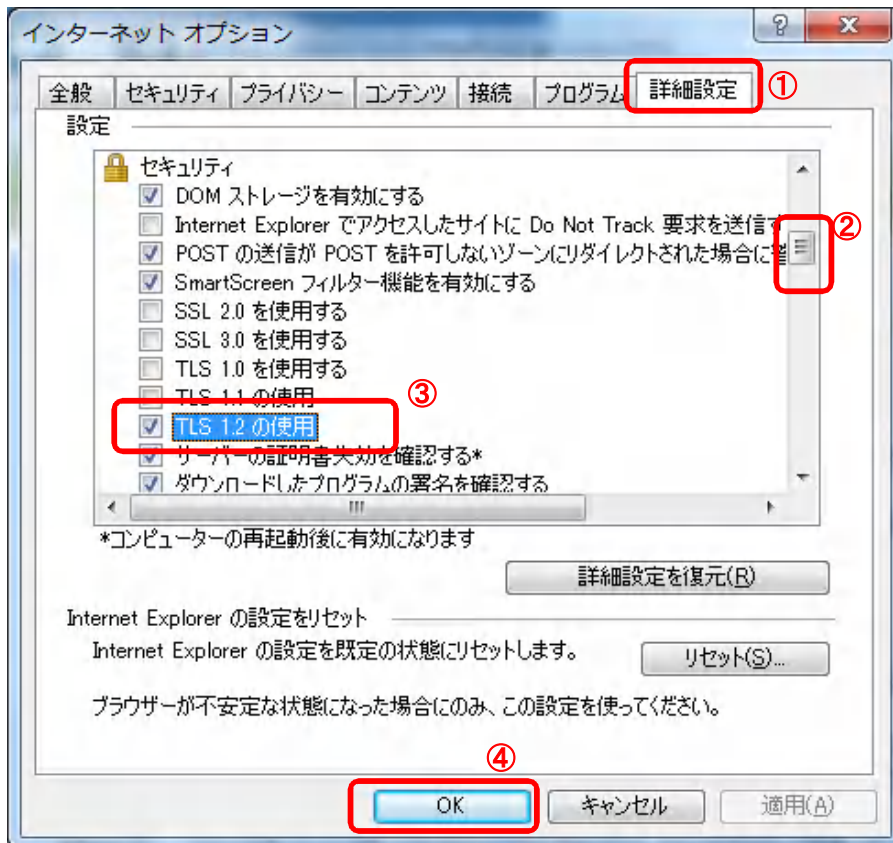 インターネット オプション
全般 セキュリティ プライバシー コンテンツ 接続 プログラム 詳細設定 ①
設定
セキュリティ
DOM ストレージを有効にする
Internet Explorer でアクセスしたサイトに Do Not Track 要求を送信す
②
POST の送信が POST を許可しないゾーンにリダイレクトされた場合に
SmartScreen フィルター機能を有効にする
SSL 2.0 を使用する
SSL 3.0 を使用する
TLS 1.0 を使用する
TLS 1.1 の使用
③
TLS 1.2 の使用
サーバーの証明書失効を確認する*
ダウンロードしたプログラムの署名を確認する
*コンピューターの再起動後に有効になります
詳細設定を復元(R)
Internet Explorer の設定をリセット
Internet Explorer の設定を既定の状態にリセットします。
リセット(S)...
ブラウザーが不安定な状態になった場合にのみ、この設定を使ってください。
④
OK キャンセル 適用(A)